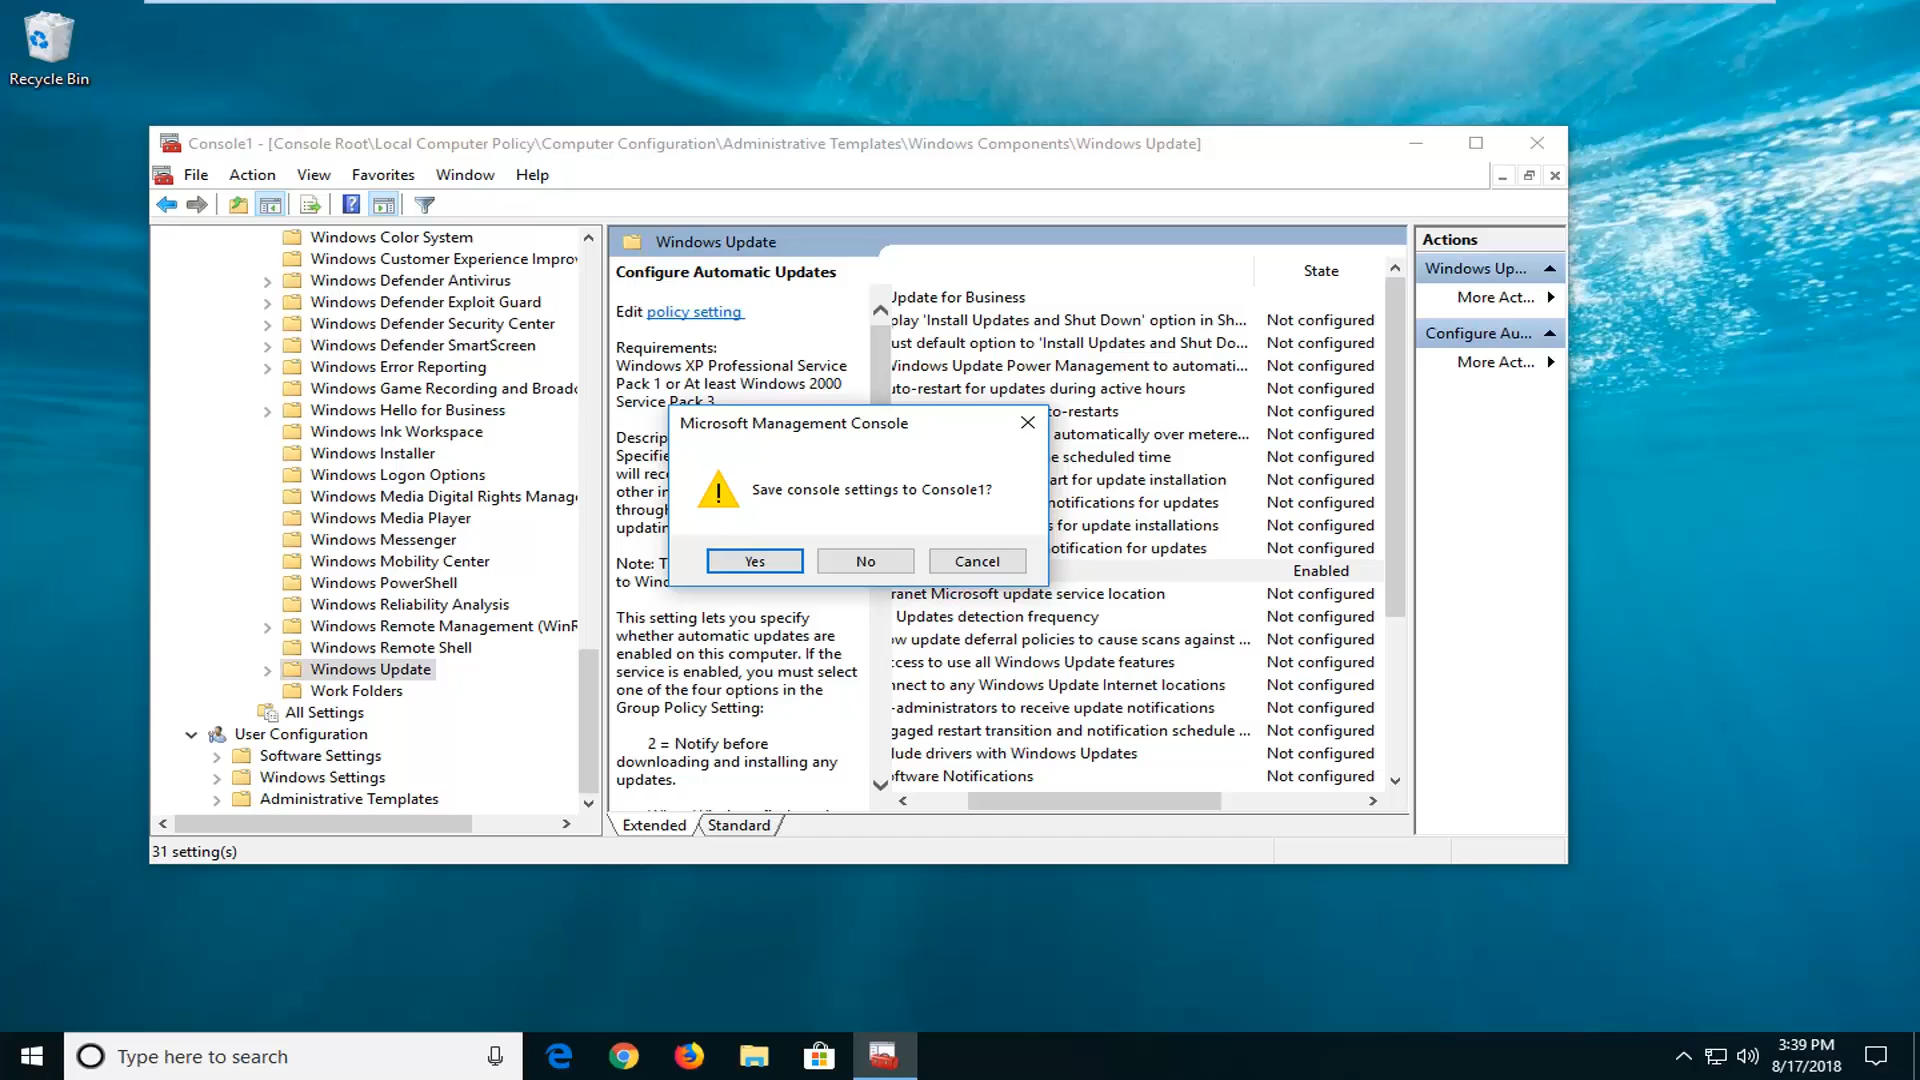 Recycle Bin
Console1 - [Console Root\Local Computer Policy\Computer Configuration\Administrative Templates\Windows Components\Windows Update]
File Action View Favorites Window Help
Windows Color System
Windows Customer Experience Impro
Windows Defender Antivirus
Windows Defender Exploit Guard
Windows Defender Security Center
Windows Defender SmartScreen
Windows Error Reporting
Windows Game Recording and Broadc
Windows Hello for Business
Windows Ink Workspace
Windows Installer
Windows Logon Options
Windows Media Digital Rights Manage
Windows Media Player
Windows Messenger
Windows Mobility Center
Windows PowerShell
Windows Reliability Analysis
Windows Remote Management (WinR
Windows Remote Shell
Windows Update
Work Folders
All Settings
User Configuration
Software Settings
Windows Settings
Administrative Templates
Windows Update
Configure Automatic Updates
Edit policy setting
Requirements:
Windows XP Professional Service
Pack 1 or At least Windows 2000
Service Pack 3
Descrip
Specifie
will rece
other im
through
updatin
Note: T
to Wind
This setting lets you specify
whether automatic updates are
enabled on this computer. If the
service is enabled, you must select
one of the four options in the
Group Policy Setting:
2 = Notify before
downloading and installing any
updates.
State
Update for Business
play 'Install Updates and Shut Down' option in Sh... Not configured
ust default option to 'Install Updates and Shut Do... Not configured
Windows Update Power Management to automati... Not configured
uto-restart for updates during active hours Not configured
to-restarts Not configured
automatically over metere... Not configured
e scheduled time Not configured
art for update installation Not configured
notifications for updates Not configured
s for update installations Not configured
otification for updates Not configured
Enabled
ranet Microsoft update service location Not configured
Updates detection frequency Not configured
ow update deferral policies to cause scans against ... Not configured
ccess to use all Windows Update features Not configured
nnect to any Windows Update Internet locations Not configured
-administrators to receive update notifications Not configured
gaged restart transition and notification schedule ... Not configured
lude drivers with Windows Updates Not configured
oftware Notifications Not configured
Extended Standard
Actions
Windows Up...
More Act...
Configure Au...
More Act...
Microsoft Management Console
Save console settings to Console1?
Yes No Cancel
31 setting(s)
Type here to search
3:39 PM
8/17/2018